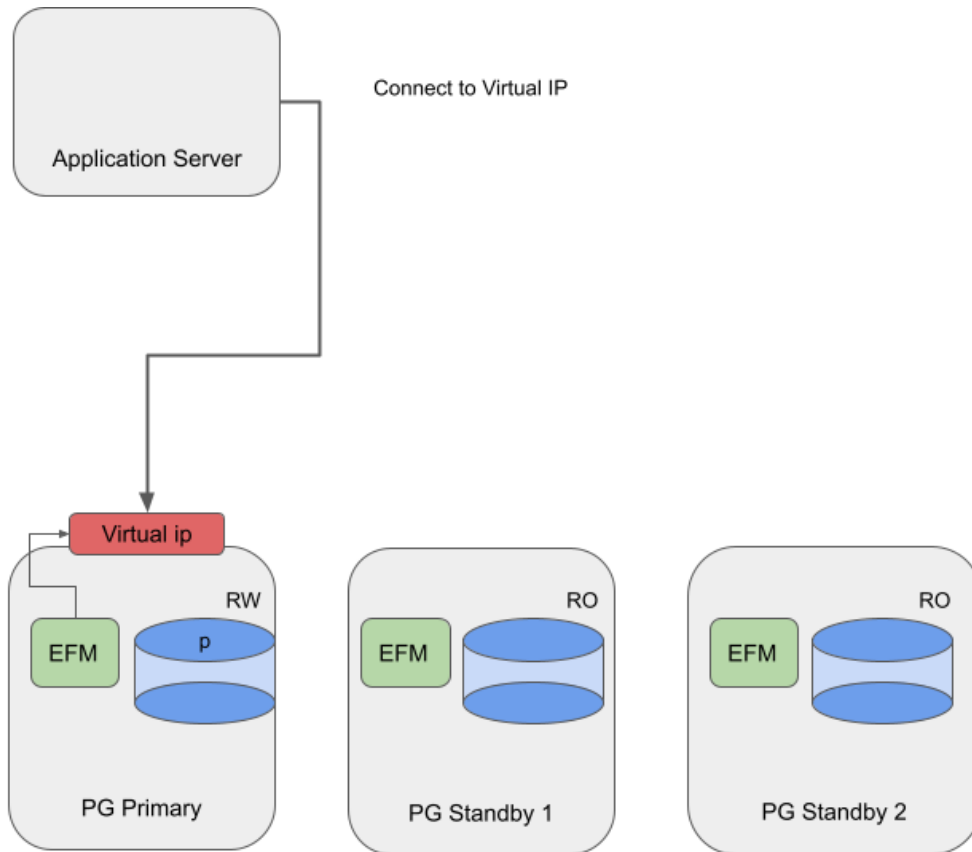 Connect to Virtual IP
Application Server
Virtual ip
RW
EFM
p
PG Primary
RO
EFM
PG Standby 1
RO
EFM
PG Standby 2